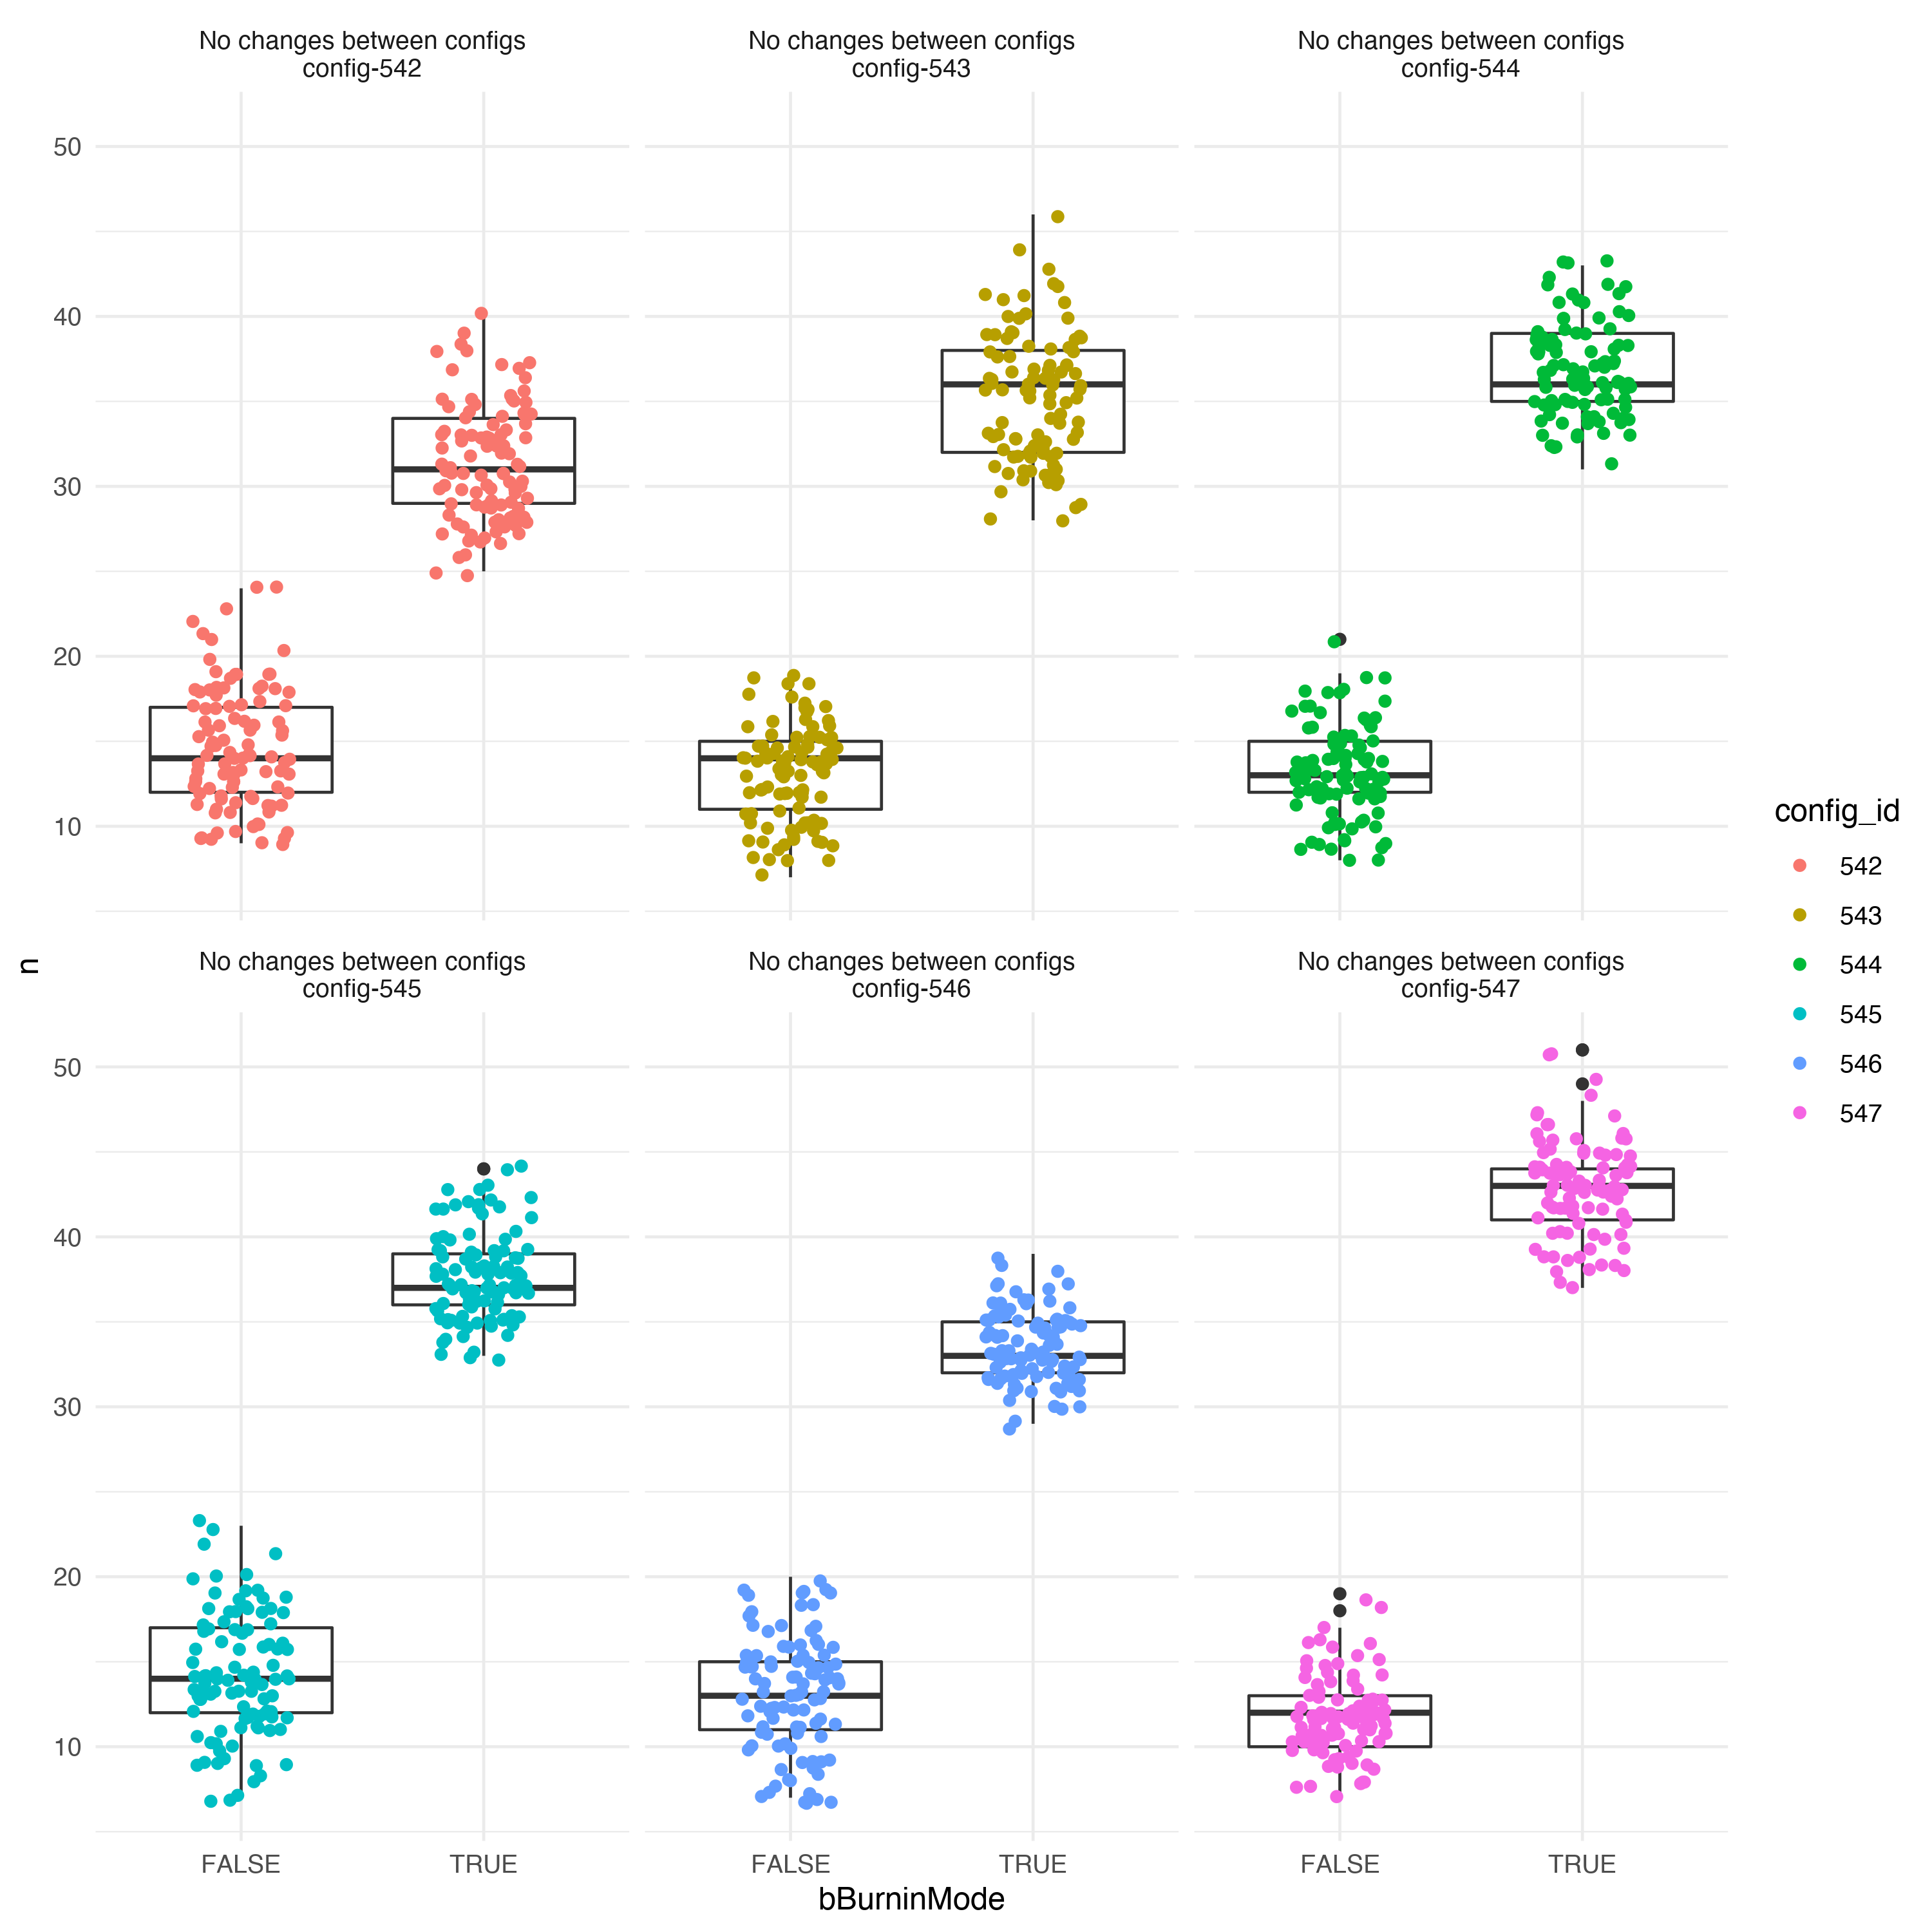 No changes between configs
config-542
No changes between configs
config-543
No changes between configs
config-544
50
40
30
20
10
No changes between configs
config-545
No changes between configs
config-546
No changes between configs
config-547
50
40
30
20
10
n
FALSE
TRUE
FALSE
TRUE
FALSE
TRUE
bBurninMode
config_id
542
543
544
545
546
547